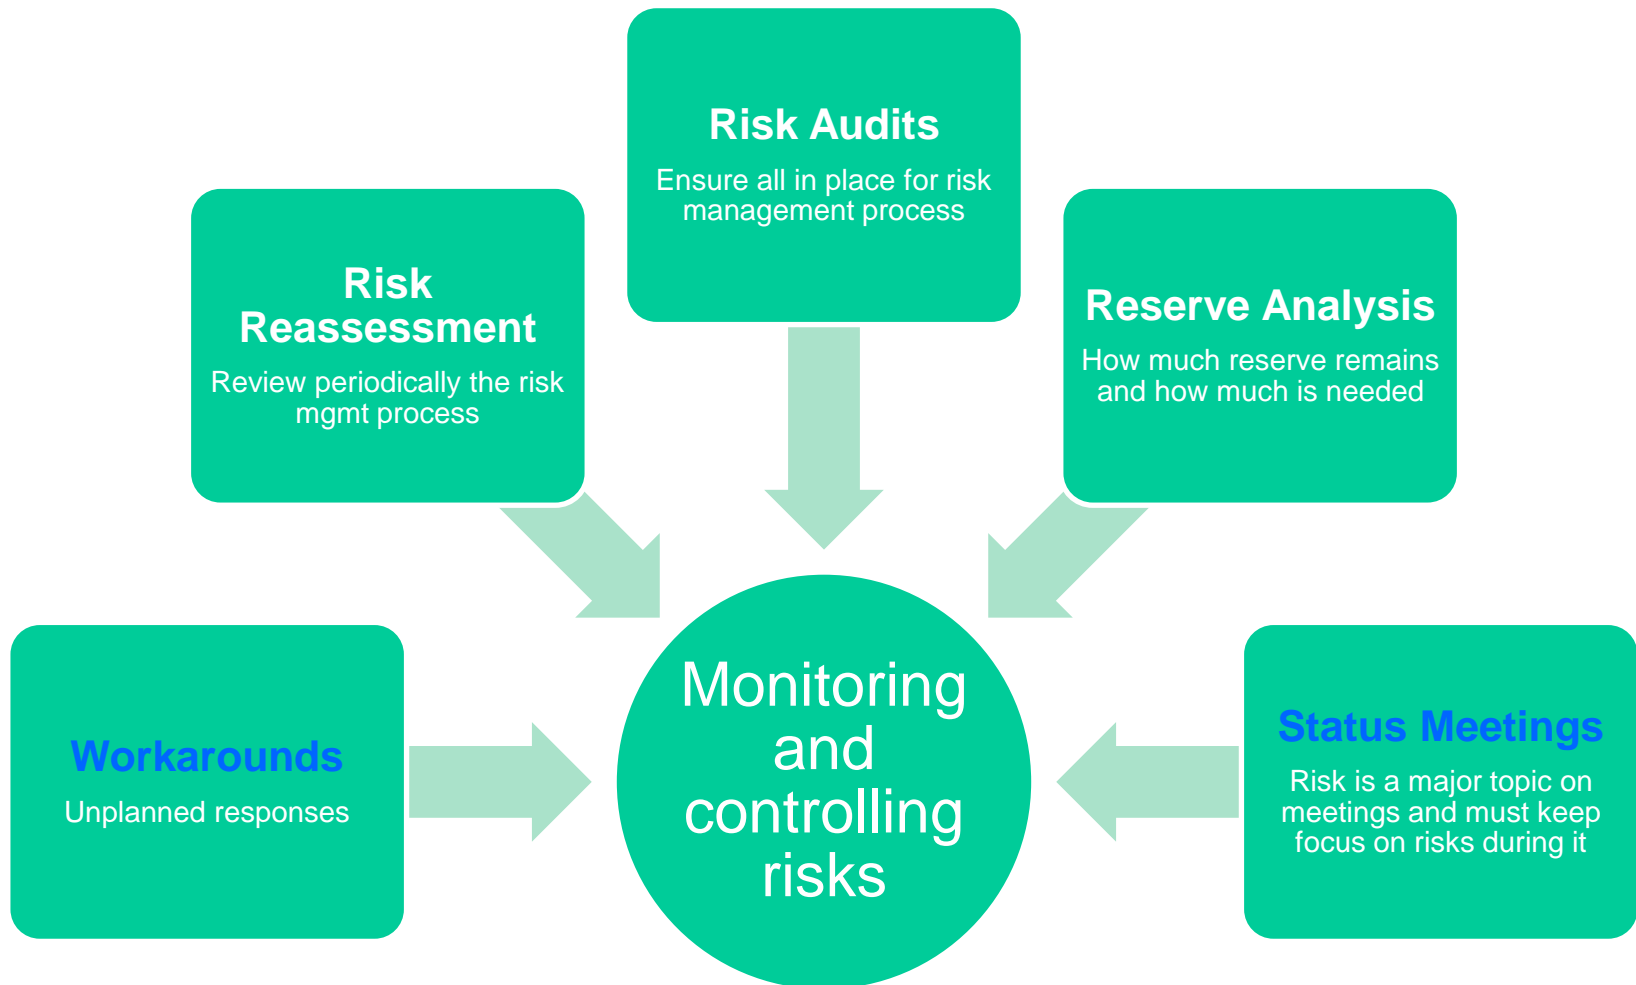 Risk Audits
Ensure all in place for risk
management process
Risk
Reassessment
Review periodically the risk
mgmt process
Reserve Analysis
How much reserve remains
and how much is needed
Workarounds
Unplanned responses
Monitoring
and
controlling
risks
Status Meetings
Risk is a major topic on
meetings and must keep
focus on risks during it